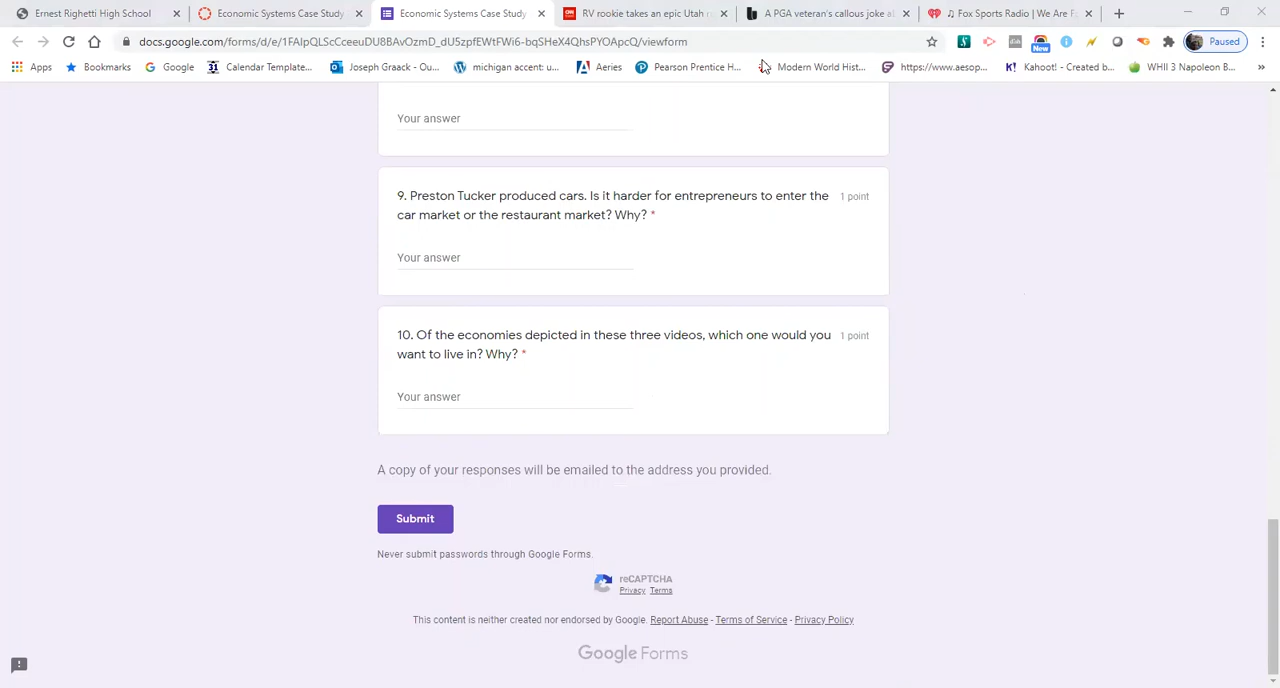 Ernest Righetti High School
Economic Systems Case Study
Economic Systems Case Study
RV rookie takes an epic Utah
A PGA veteran's callous joke
♫ Fox Sports Radio | We Are F
docs.google.com/forms/d/e/1FAIpQLScGceeuDU8BAvOzmD_dU5zpfEWtFWi6-bqSHeX4QhsPYOApcQ/viewform
New
Paused
Apps
Bookmarks
Google
Calendar Template...
Joseph Graack - Ou...
michigan accent: u...
Aeries
Pearson Prentice H...
Modern World Hist...
https://www.aesop...
Kahoot! - Created b...
WHII 3 Napoleon B...
»
Your answer
9. Preston Tucker produced cars. Is it harder for entrepreneurs to enter the 1 point
car market or the restaurant market? Why? *
Your answer
10. Of the economies depicted in these three videos, which one would you 1 point
want to live in? Why? *
Your answer
A copy of your responses will be emailed to the address you provided.
Submit
Never submit passwords through Google Forms.
reCAPTCHA
Privacy Terms
This content is neither created nor endorsed by Google. Report Abuse - Terms of Service - Privacy Policy
Google Forms